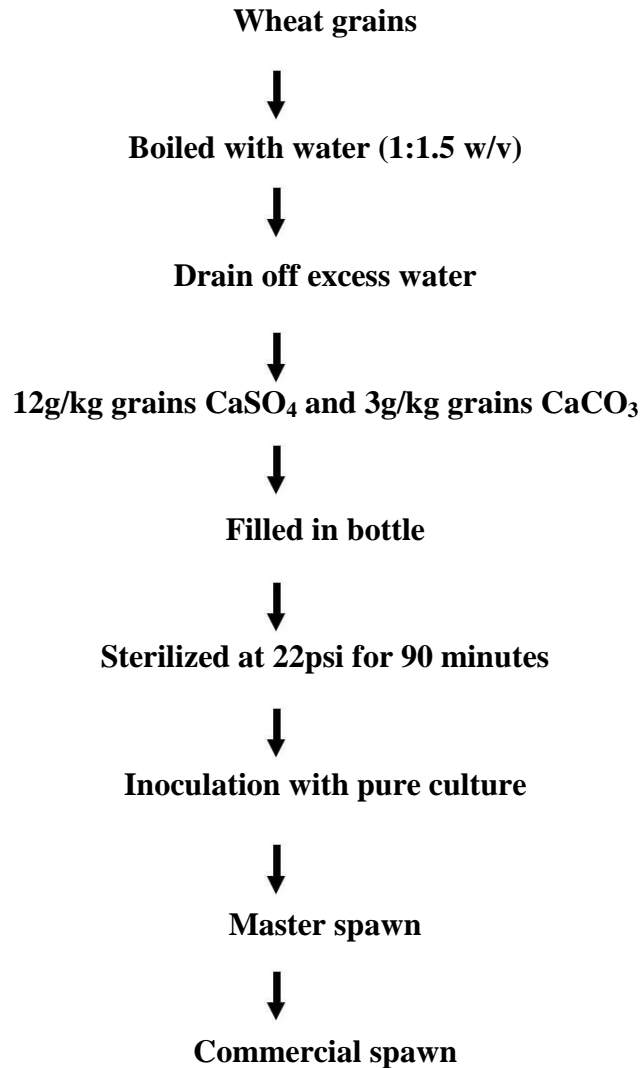 Wheat grains
Boiled with water (1:1.5 w/v)
Drain off excess water
12g/kg grains CaSO₄ and 3g/kg grains CaCO₃
Filled in bottle
Sterilized at 22psi for 90 minutes
Inoculation with pure culture
Master spawn
Commercial spawn